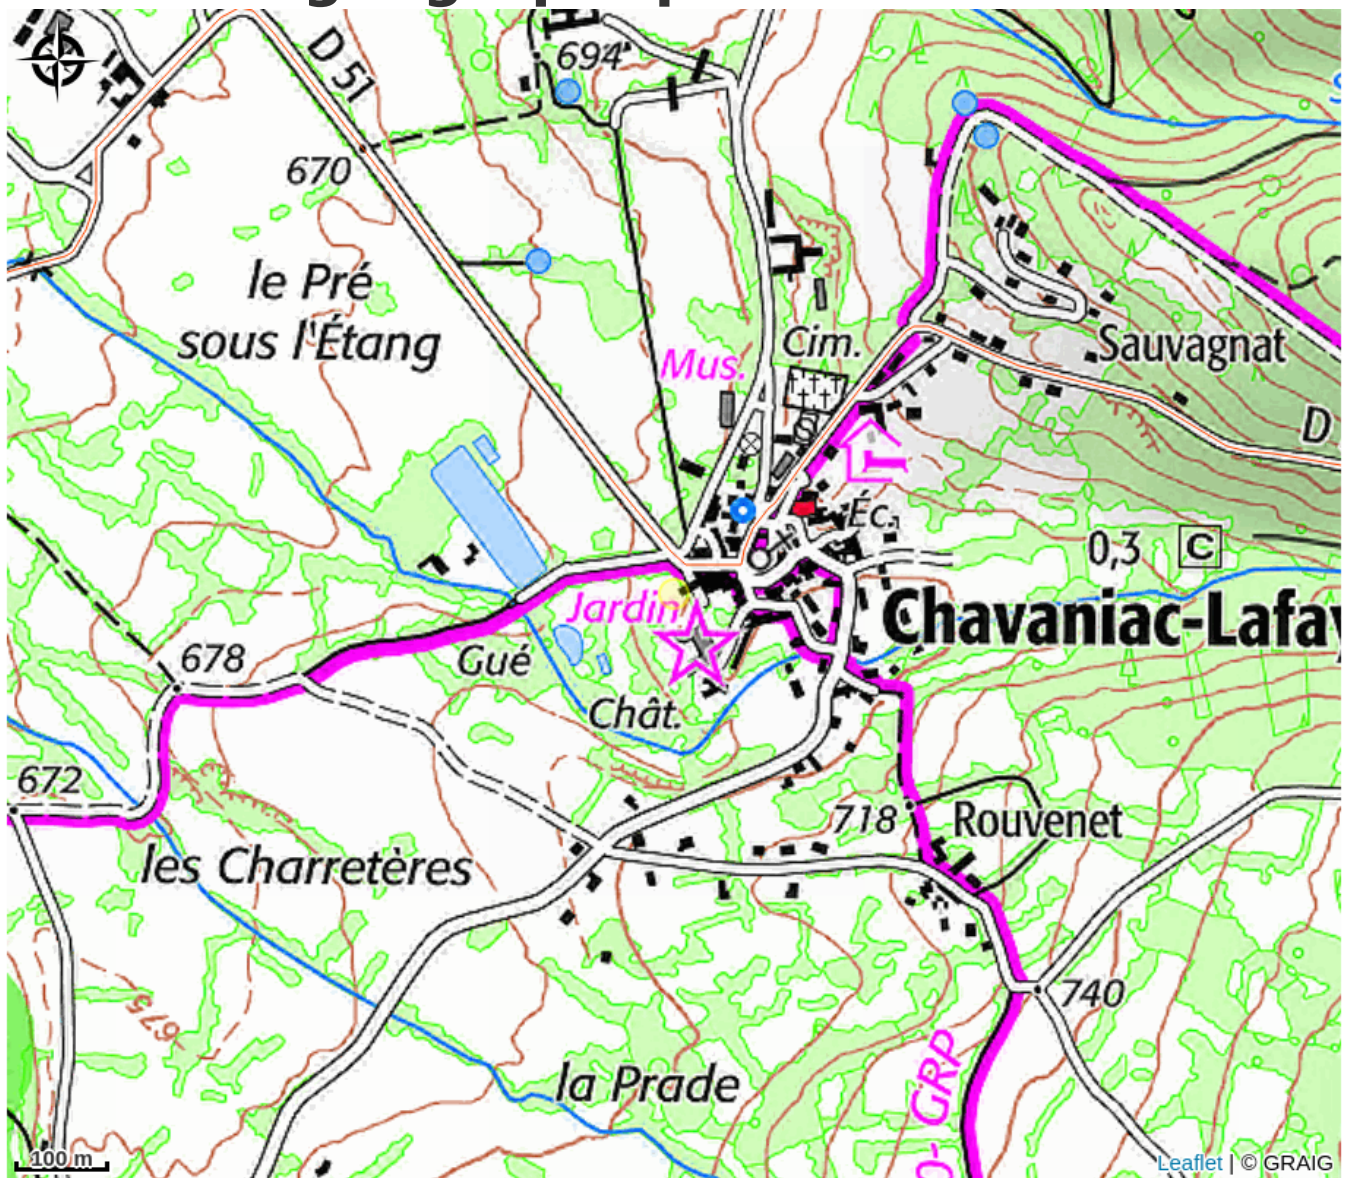 D 51
694
670
le Pré
sous l'Étang
Mus.
Cim.
Sauvagnat
D
Éc.
0,3 C
Jardin
Chavaniac-Lafay
678
Gué
Chât.
672
718
Rouvenet
les Charretères
740
675
GRP
la Prade
100 m
Leaflet | © GRAIG